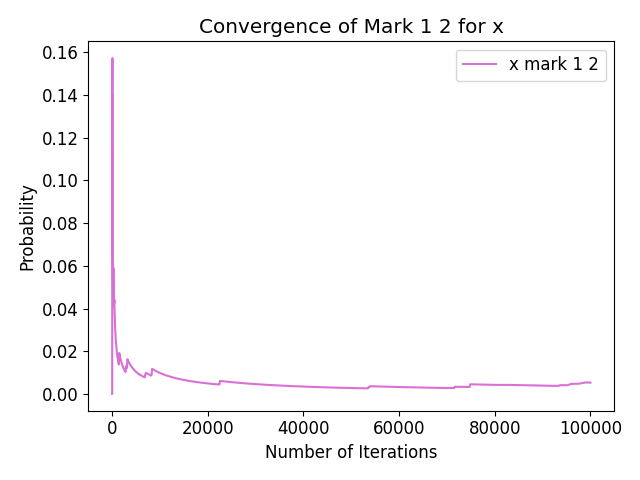 Convergence of Mark 1 2 for x
x mark 1 2
0.16
0.14
0.12
0.10
0.08
0.06
0.04
0.02
0.00
Probability
0 20000 40000 60000 80000 100000
Number of Iterations